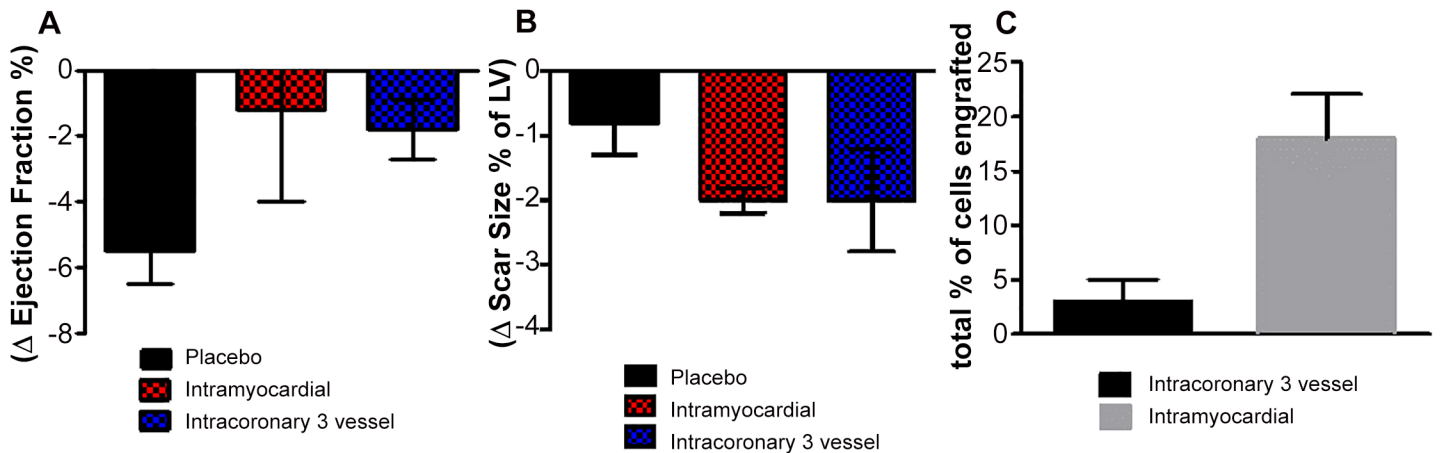 A
(Δ Ejection Fraction %)
0
-2
-4
-6
-8
Placebo
Intramyocardial
Intracoronary 3 vessel
B
(Δ Scar Size % of LV)
0
-1
-2
-3
-4
Placebo
Intramyocardial
Intracoronary 3 vessel
C
total % of cells engrafted
25
20
15
10
5
0
Intracoronary 3 vessel
Intramyocardial